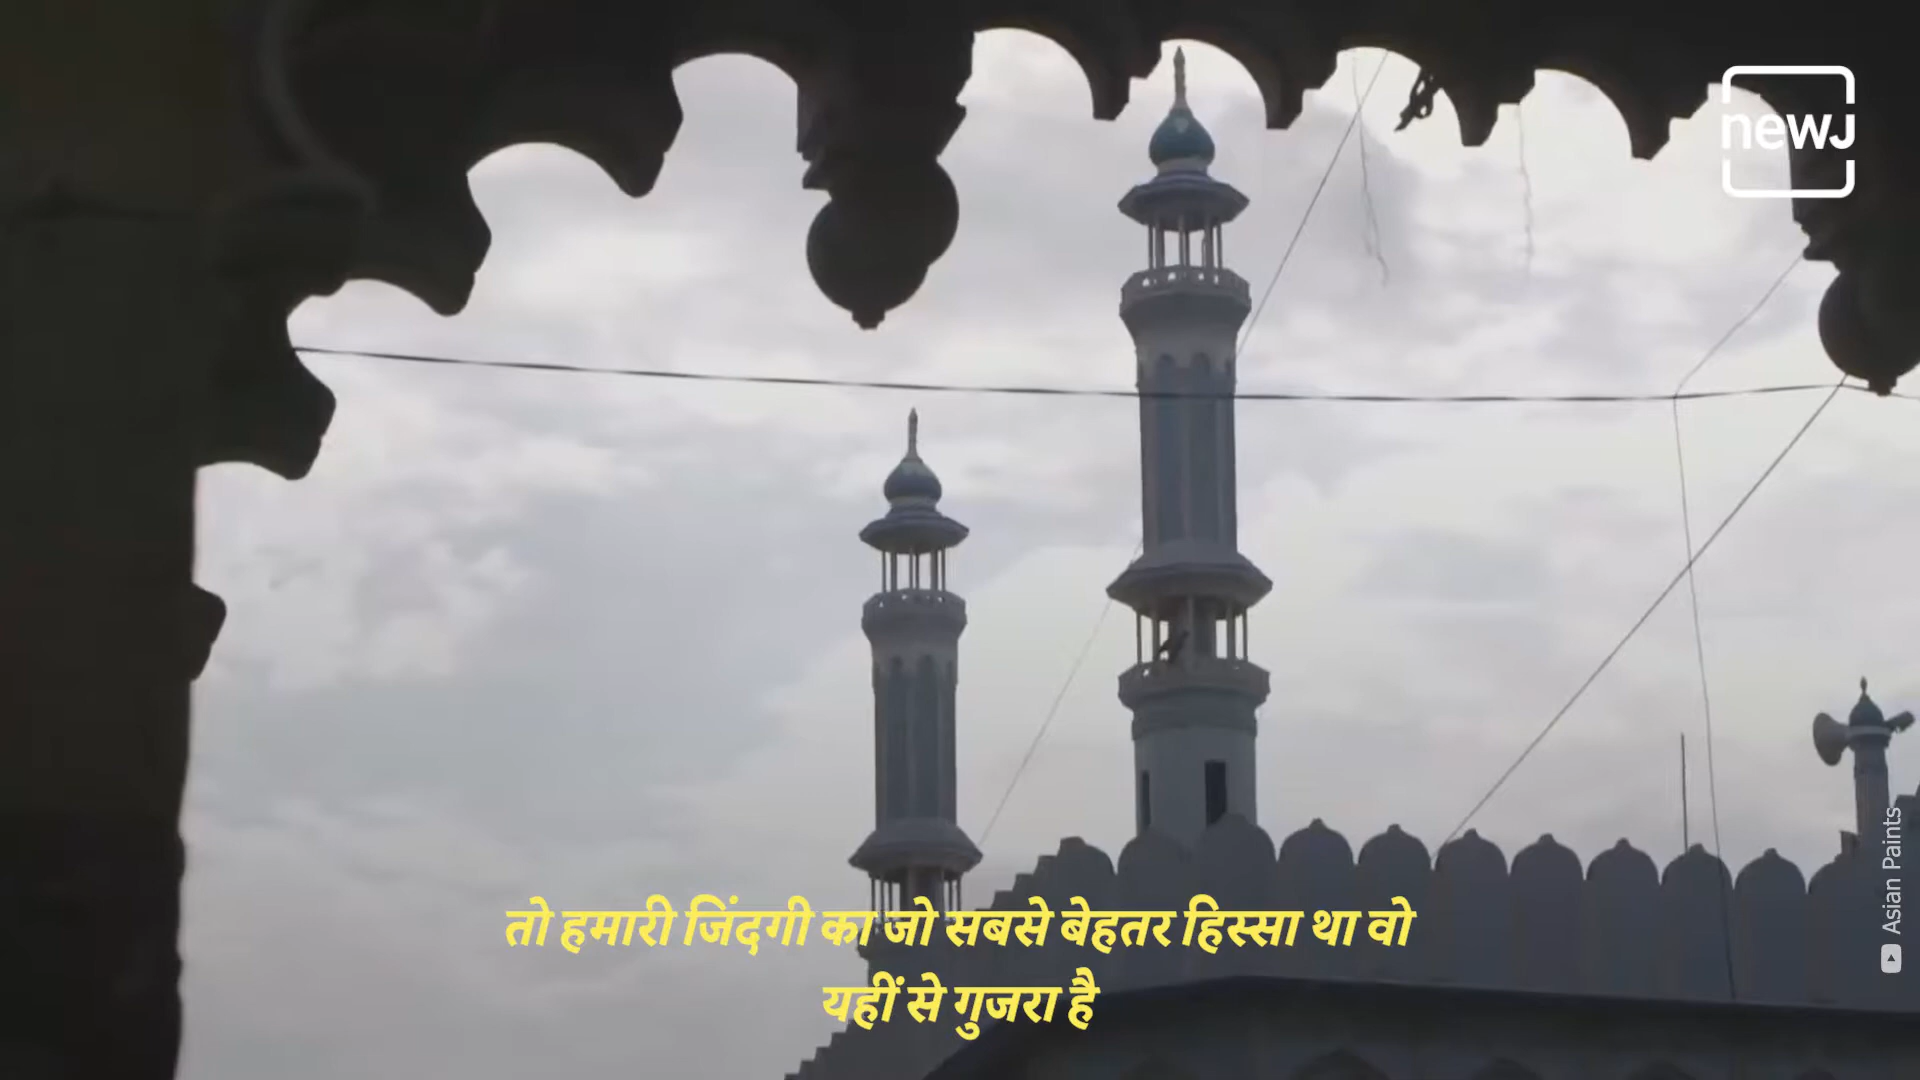 newJ
तो हमारी जिंदगी का जो सबसे बेहतर हिस्सा था वो
यहीं से गुजरा है
Asian Paints